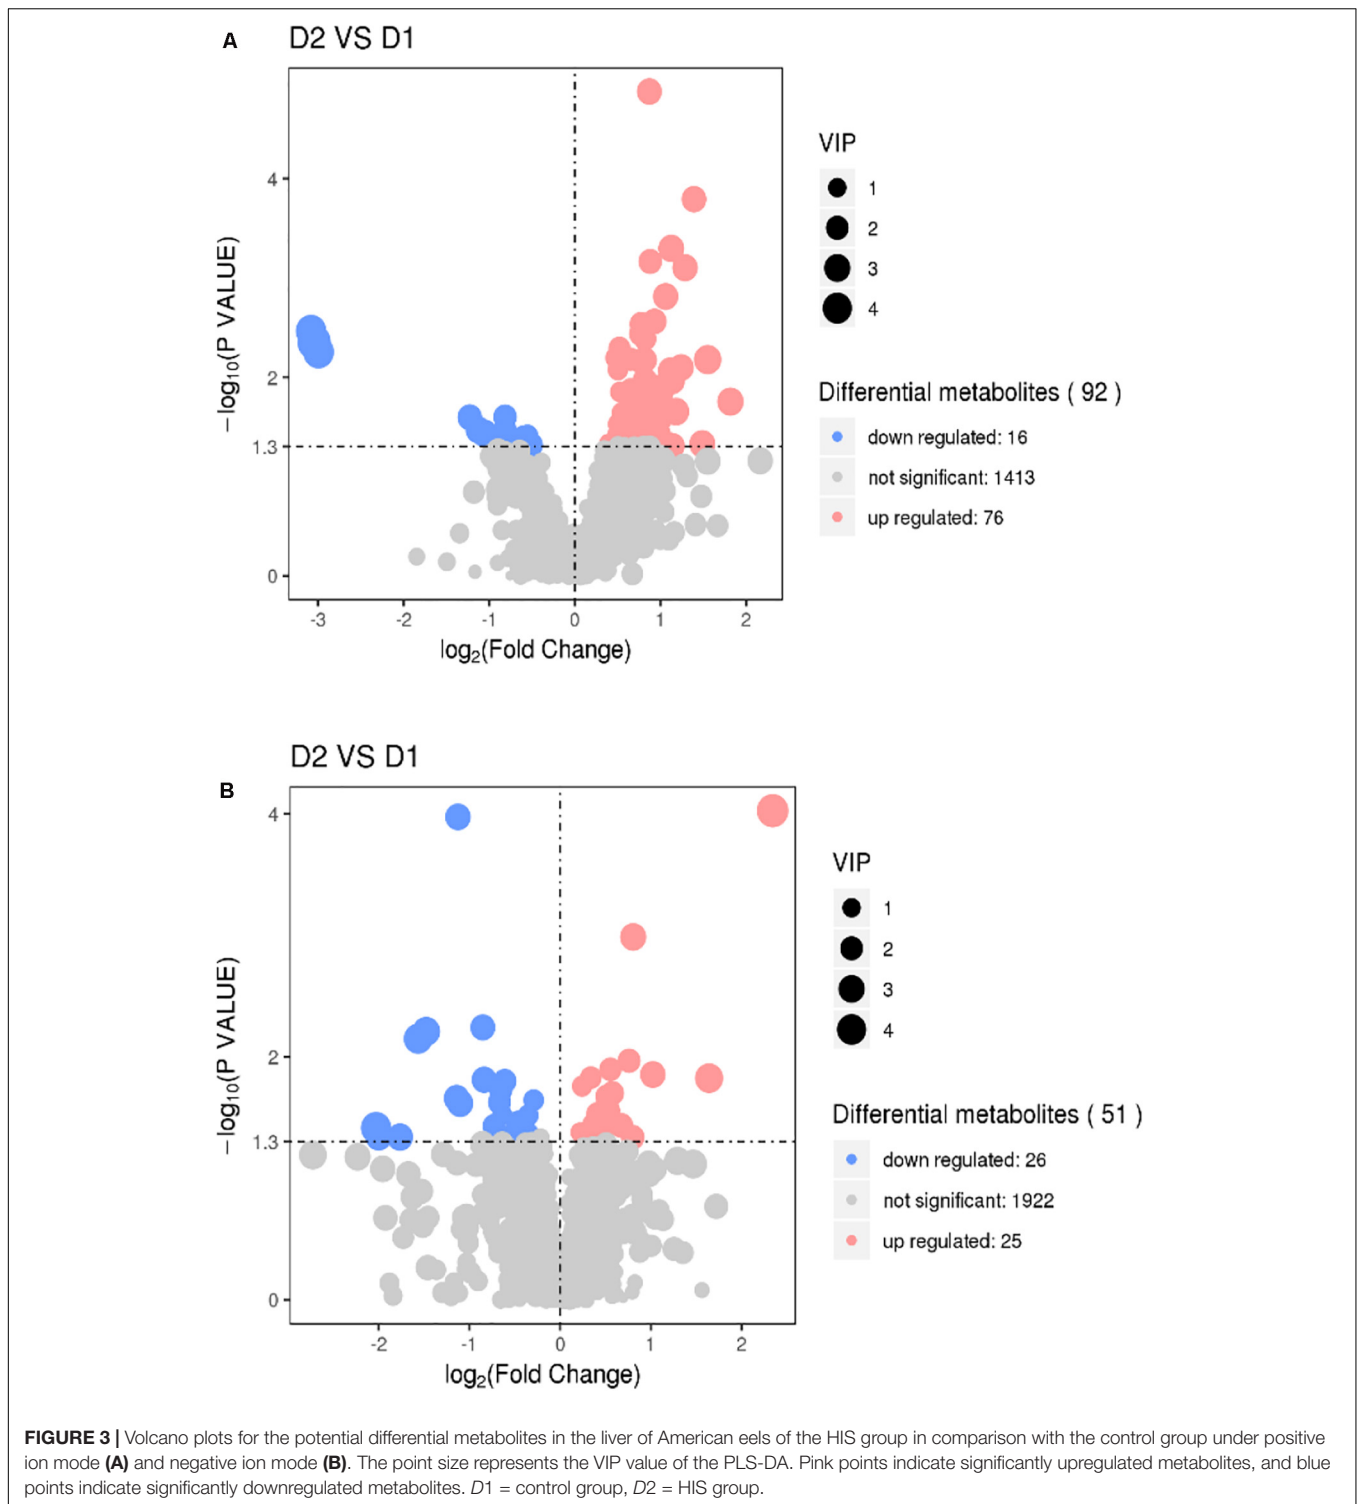 A
D2 VS D1
−log10(P VALUE)
4
2
1.3
0
-3 -2 -1 0 1 2
log2(Fold Change)
VIP
1
2
3
4
Differential metabolites ( 92 )
down regulated: 16
not significant: 1413
up regulated: 76
D2 VS D1
B
−log10(P VALUE)
4
2
1.3
0
-2 -1 0 1 2
log2(Fold Change)
VIP
1
2
3
4
Differential metabolites ( 51 )
down regulated: 26
not significant: 1922
up regulated: 25
FIGURE 3 | Volcano plots for the potential differential metabolites in the liver of American eels of the HIS group in comparison with the control group under positive
ion mode (A) and negative ion mode (B). The point size represents the VIP value of the PLS-DA. Pink points indicate significantly upregulated metabolites, and blue
points indicate significantly downregulated metabolites. D1 = control group, D2 = HIS group.